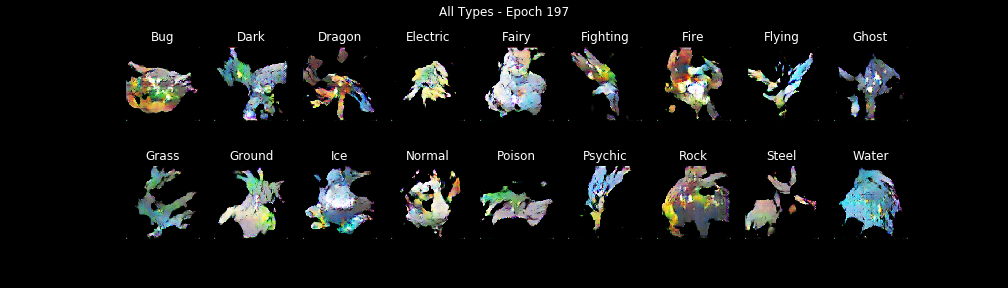 All Types - Epoch 197
Bug Dark Dragon Electric Fairy Fighting Fire Flying Ghost
Grass Ground Ice Normal Poison Psychic Rock Steel Water